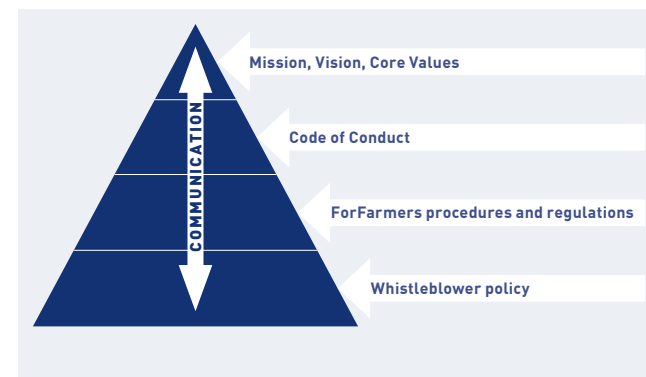 Mission, Vision, Core Values
Code of Conduct
COMMUNICATION
ForFarmers procedures and regulations
Whistleblower policy